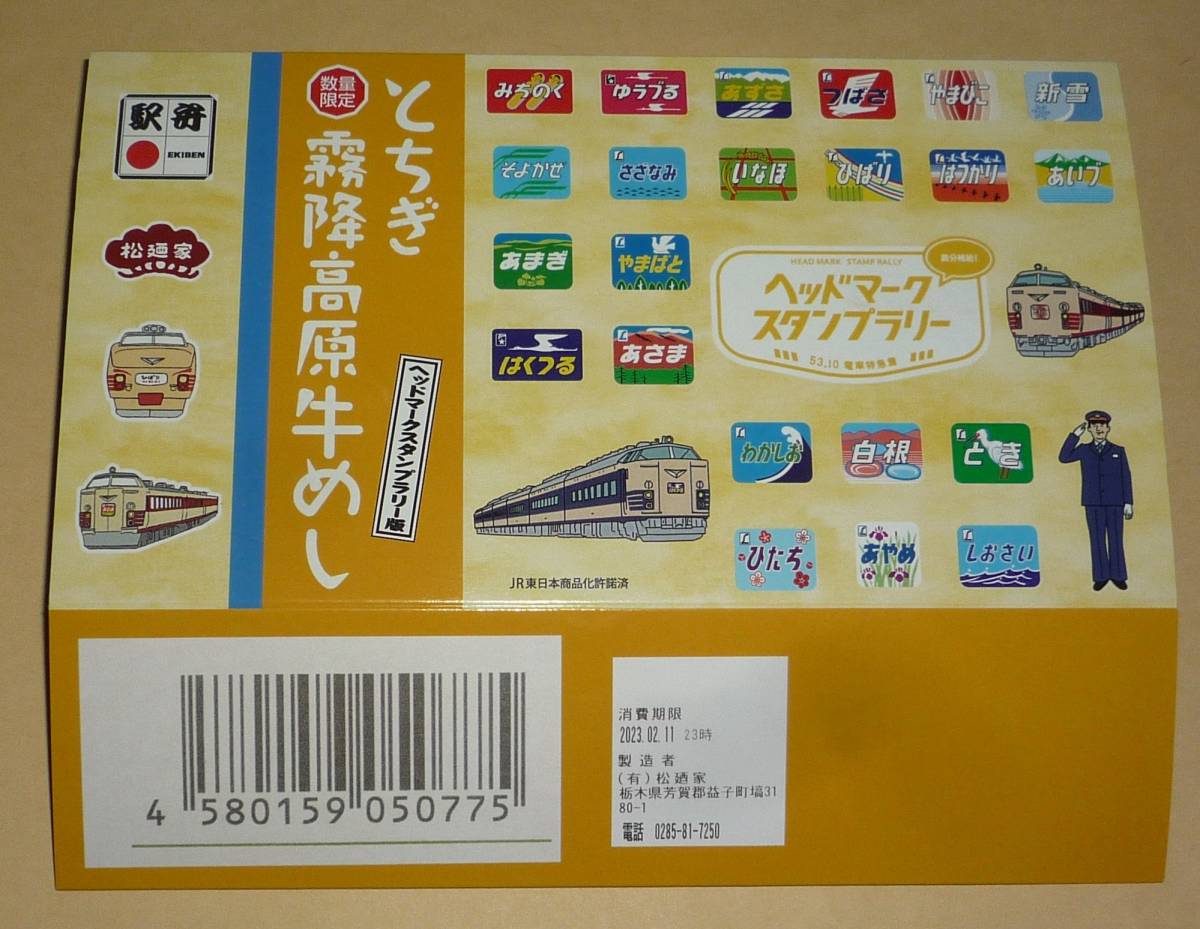 駅弁
EKIBEN
松廼家
ひばり
数量
限定
とちぎ
霧降高原牛めし
ヘッドマークスタンプラリー版
みちのく
ゆうづる
あずさ
つばさ
やまびこ
新雪
そよかぜ
さざなみ
いなほ
ひばり
はつかり
あいづ
あまぎ
やまばと
はくつる
あさま
HEAD MARK STAMP RALLY
鉄分補給!
ヘッドマーク
スタンプラリー
53.10 電車特急篇
わかしお
白根
とき
ひたち
あやめ
しおさい
JR東日本商品化許諾済
4 580159 050775
消費期限
2023.02.11 23時
製造者
(有)松廼家
栃木県芳賀郡益子町塙31
80-1
電話 0285-81-7250